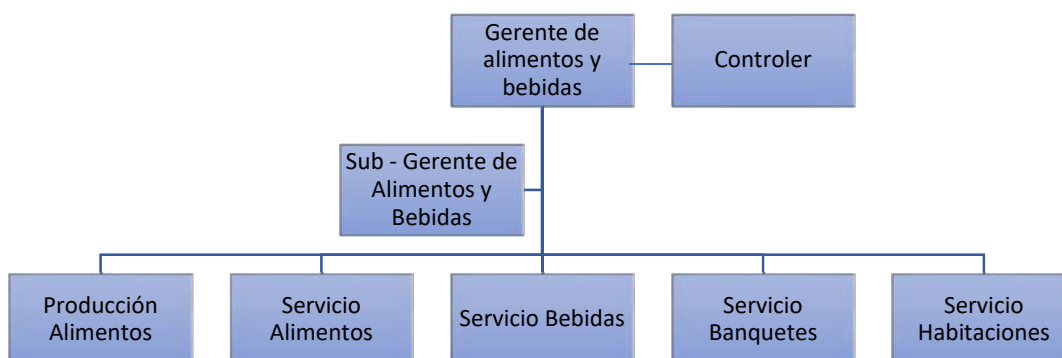 Gerente de
alimentos y
bebidas
Controler
Sub - Gerente de
Alimentos y
Bebidas
Producción
Alimentos
Servicio
Alimentos
Servicio Bebidas
Servicio
Banquetes
Servicio
Habitaciones